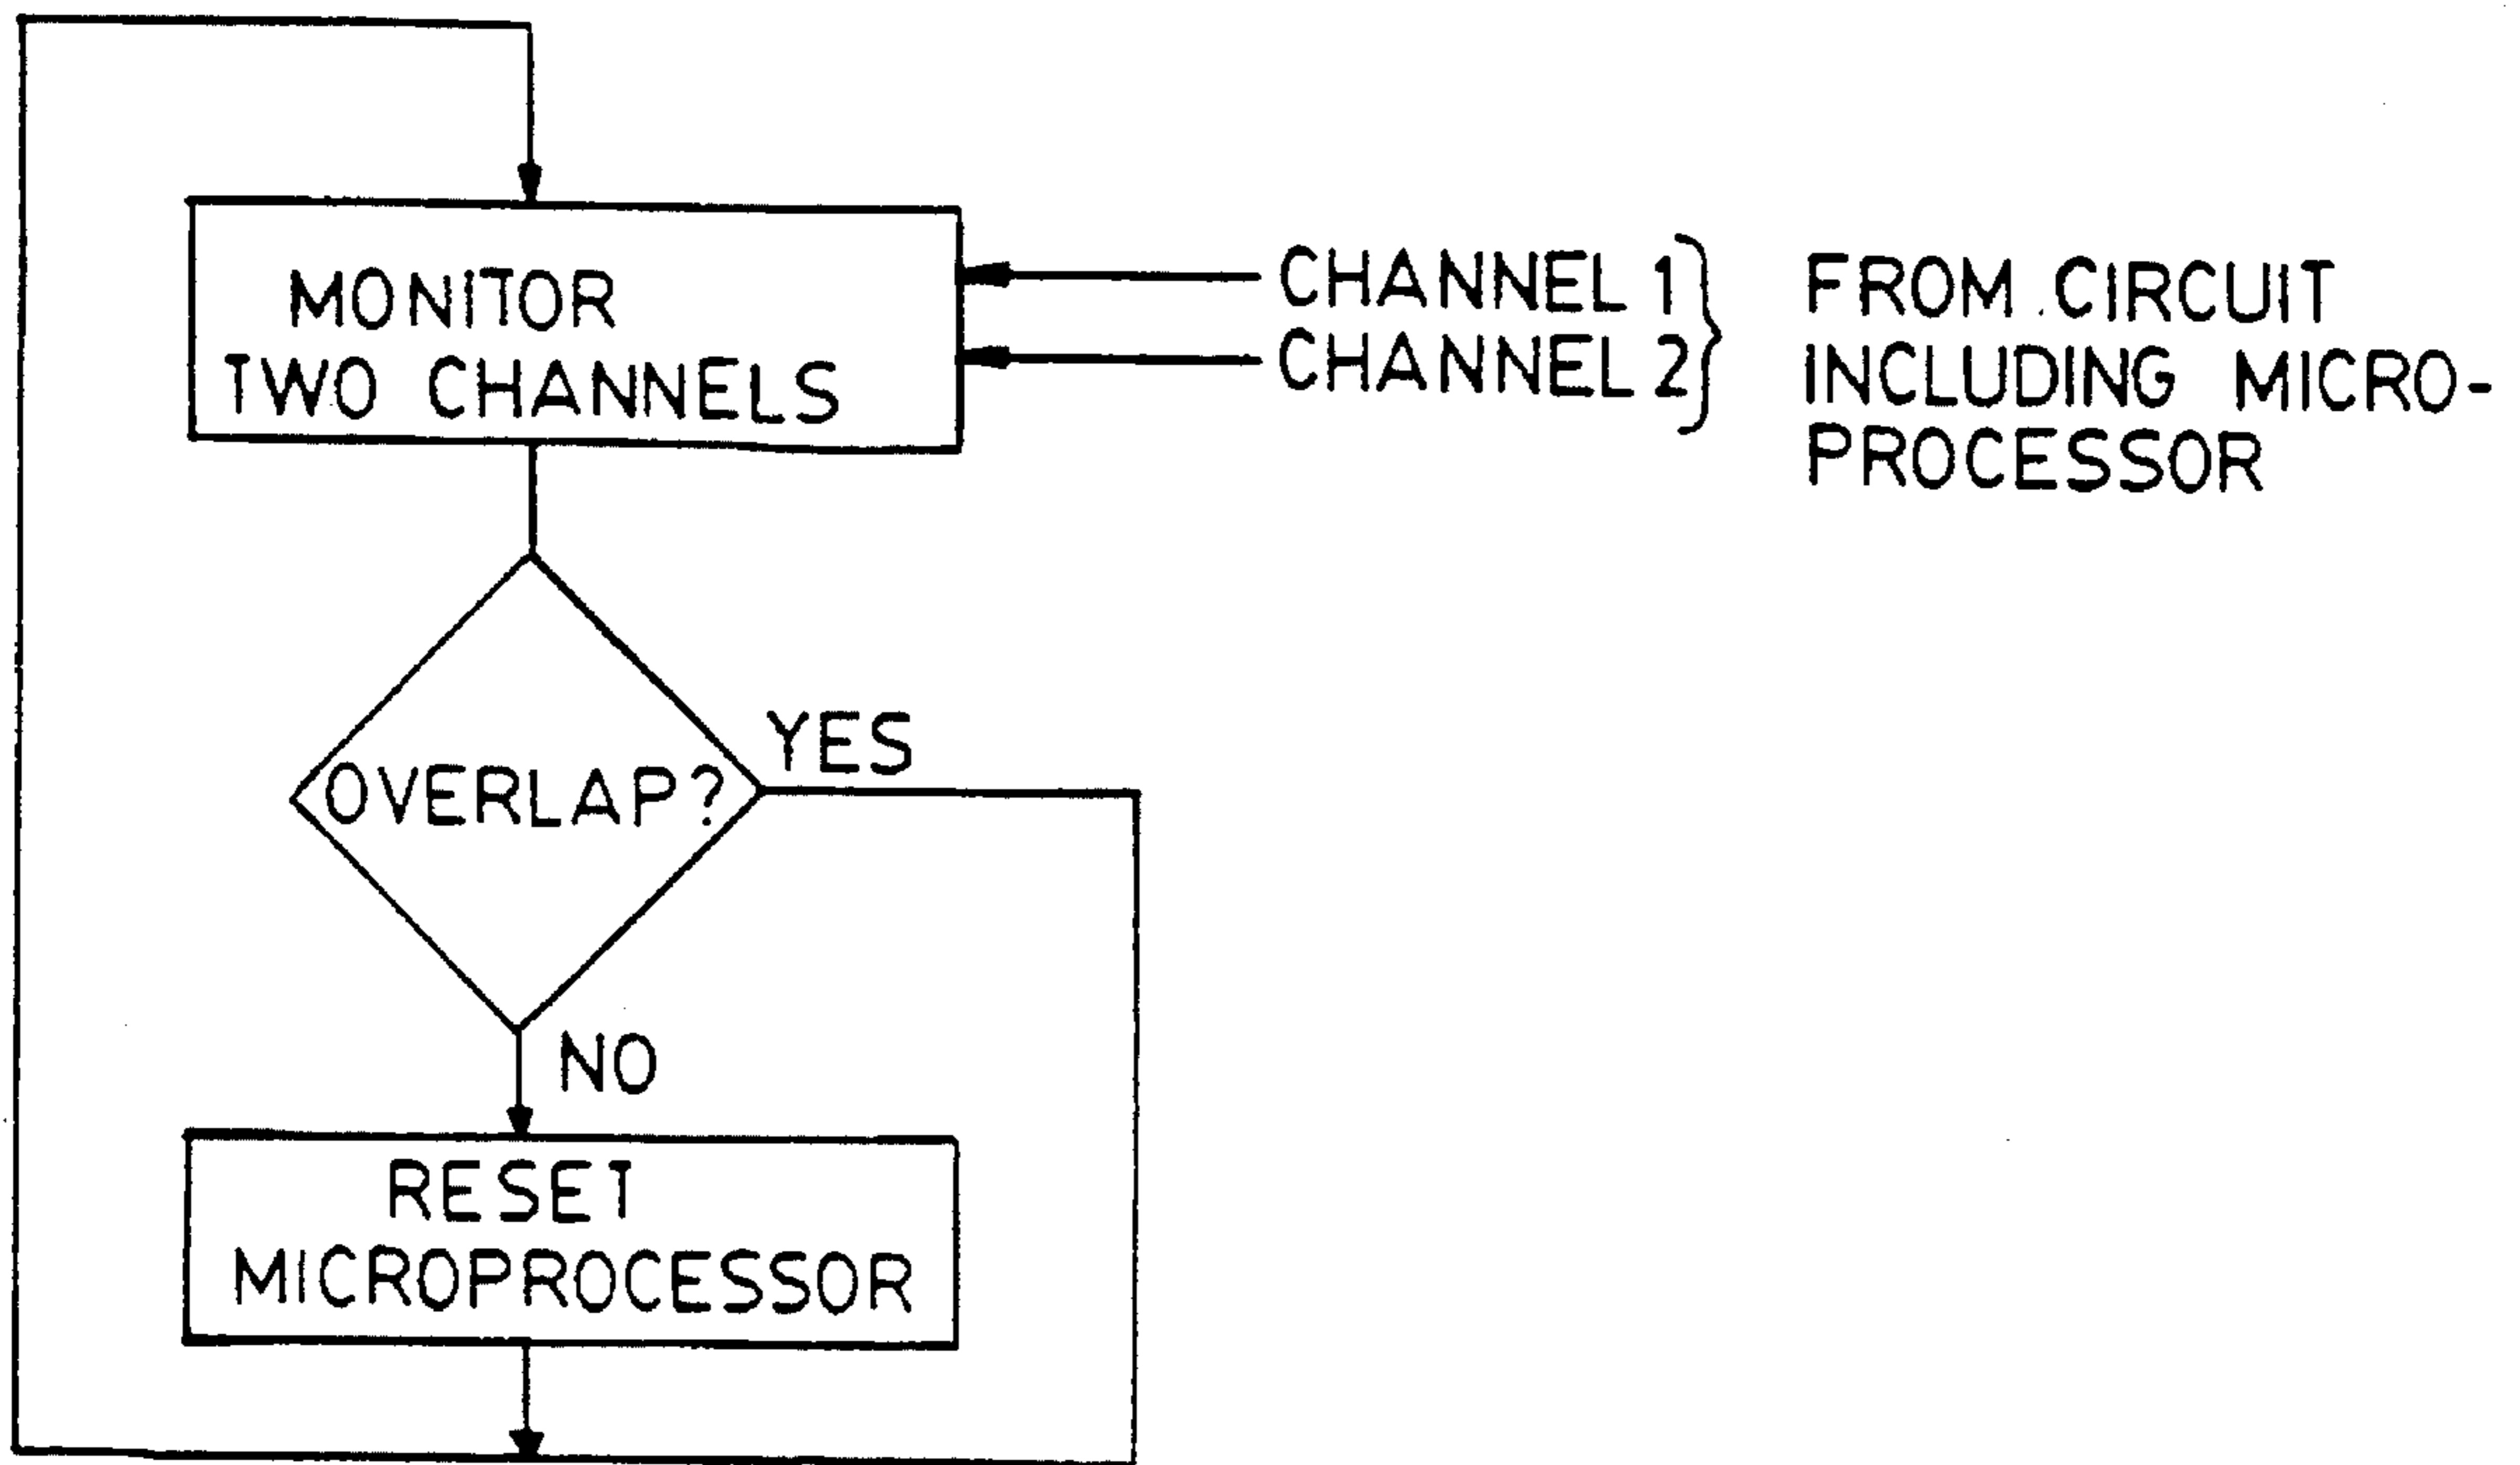 MONITOR
TWO CHANNELS
CHANNEL 1
CHANNEL 2
FROM CIRCUIT
INCLUDING MICRO-
PROCESSOR
OVERLAP?
YES
NO
RESET
MICROPROCESSOR